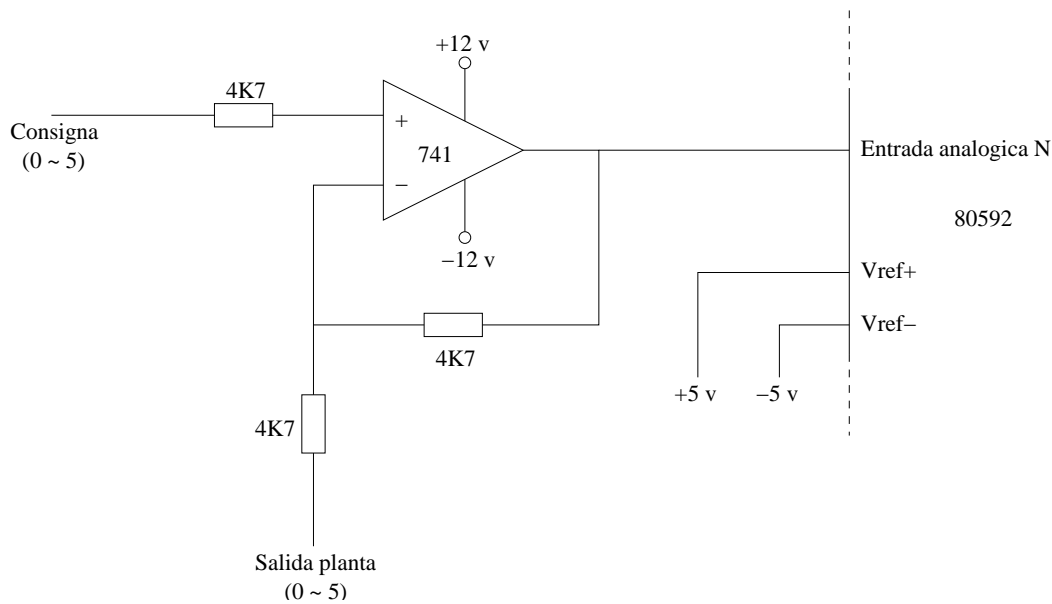 +12 v
4K7
Consigna
(0 ~ 5)
+
741
−
−12 v
Entrada analogica N
80592
Vref+
Vref−
4K7
+5 v
−5 v
4K7
Salida planta
(0 ~ 5)